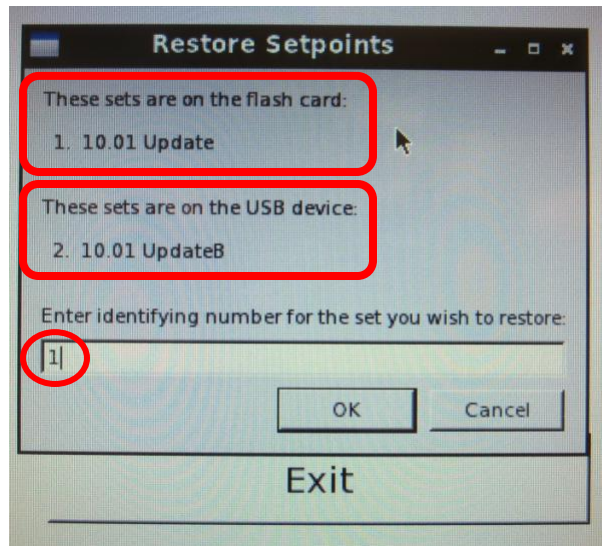 Restore Setpoints
These sets are on the flash card:
1. 10.01 Update
These sets are on the USB device:
2. 10.01 UpdateB
Enter identifying number for the set you wish to restore:
1
OK
Cancel
Exit